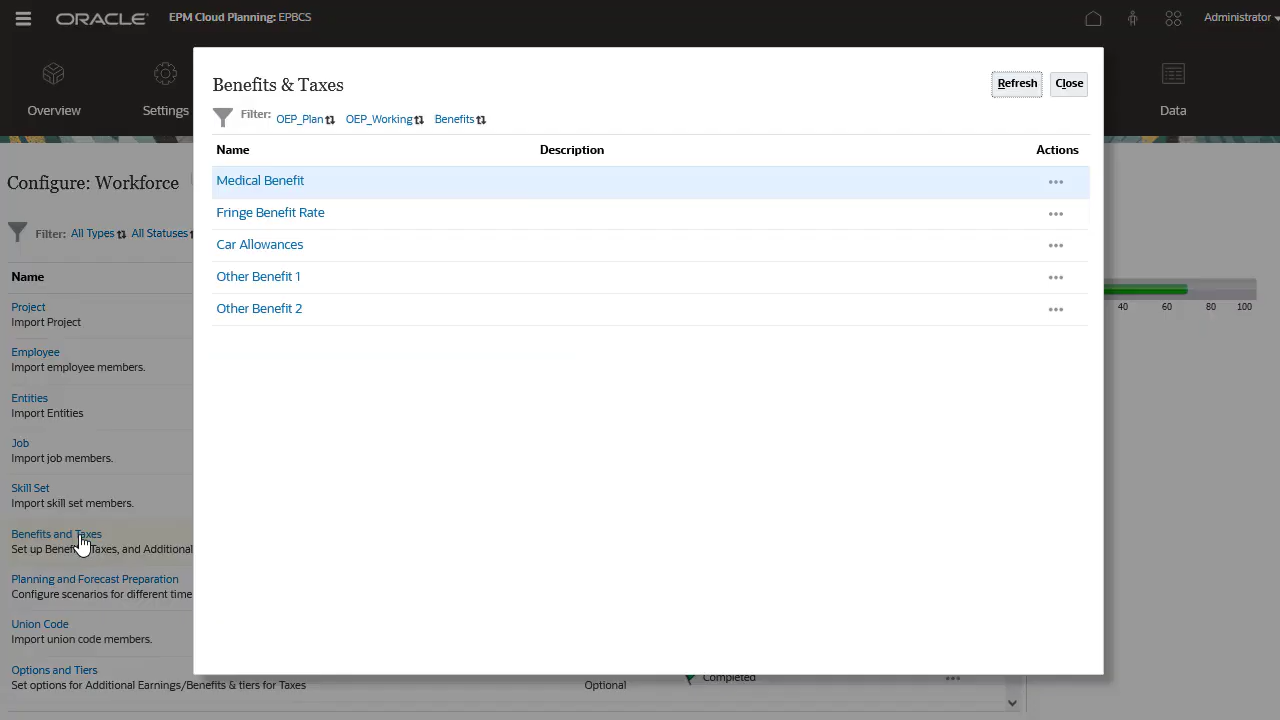 ORACLE EPM Cloud Planning: EPBCS Administrator
Overview Settings Data
Benefits & Taxes Refresh Close
Filter: OEP_Plan OEP_Working Benefits
Name Description Actions
Medical Benefit
Fringe Benefit Rate
Car Allowances
Other Benefit 1
Other Benefit 2
Configure: Workforce
Filter: All Types All Statuses
Name
Project
Import Project
Employee
Import employee members.
Entities
Import Entities
Job
Import job members.
Skill Set
Import skill set members.
Benefits and Taxes
Set up Benefits, Taxes, and Additional
Planning and Forecast Preparation
Configure scenarios for different time
Union Code
Import union code members.
Options and Tiers
Set options for Additional Earnings/Benefits & tiers for Taxes Optional Completed
40 60 80 100